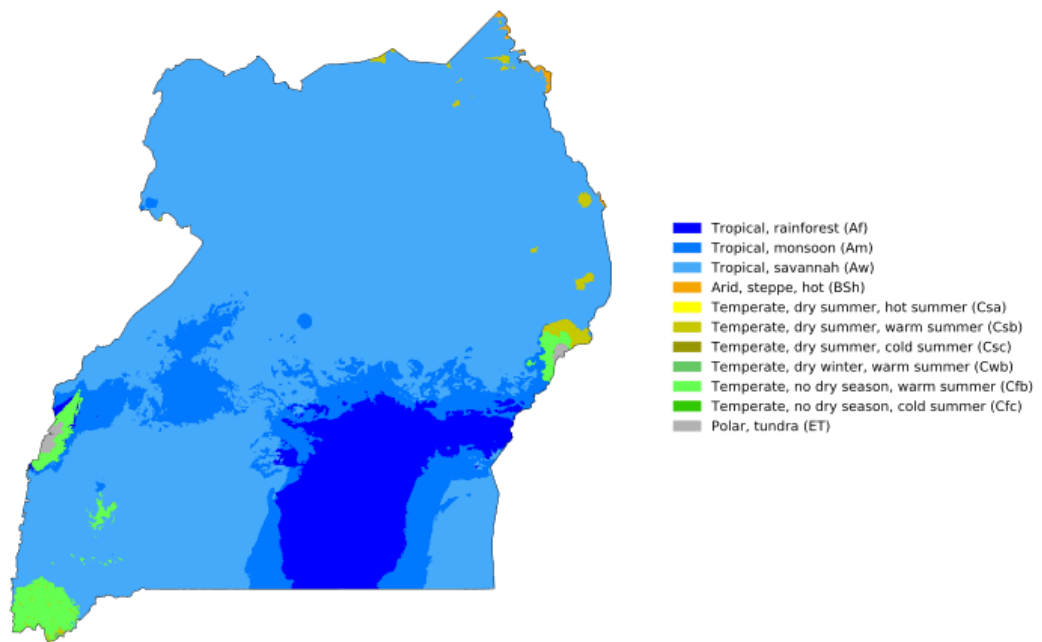 Tropical, rainforest (Af)
Tropical, monsoon (Am)
Tropical, savannah (Aw)
Arid, steppe, hot (BSh)
Temperate, dry summer, hot summer (Csa)
Temperate, dry summer, warm summer (Csb)
Temperate, dry summer, cold summer (Csc)
Temperate, dry winter, warm summer (Cwb)
Temperate, no dry season, warm summer (Cfb)
Temperate, no dry season, cold summer (Cfc)
Polar, tundra (ET)